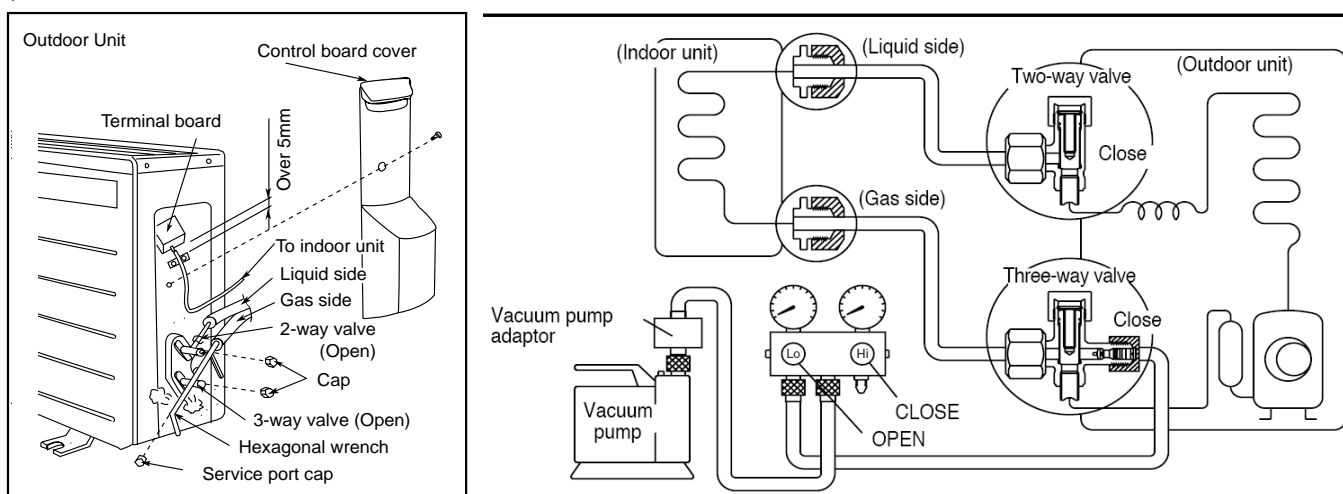 Outdoor Unit
Control board cover
Terminal board
Over 5mm
To indoor unit
Liquid side
Gas side
2-way valve
(Open)
Cap
3-way valve (Open)
Hexagonal wrench
Service port cap
(Indoor unit)
(Liquid side)
Two-way valve
(Outdoor unit)
Close
(Gas side)
Three-way valve
Close
Vacuum pump
adaptor
Lo
Hi
Vacuum
pump
CLOSE
OPEN